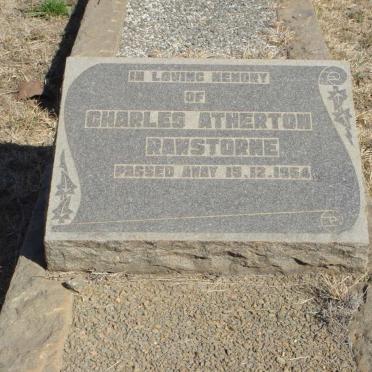 IN LOVING MEMORY
OF
CHARLES ATHERTON
RAWSTORNE
PASSED AWAY 19.12.1954